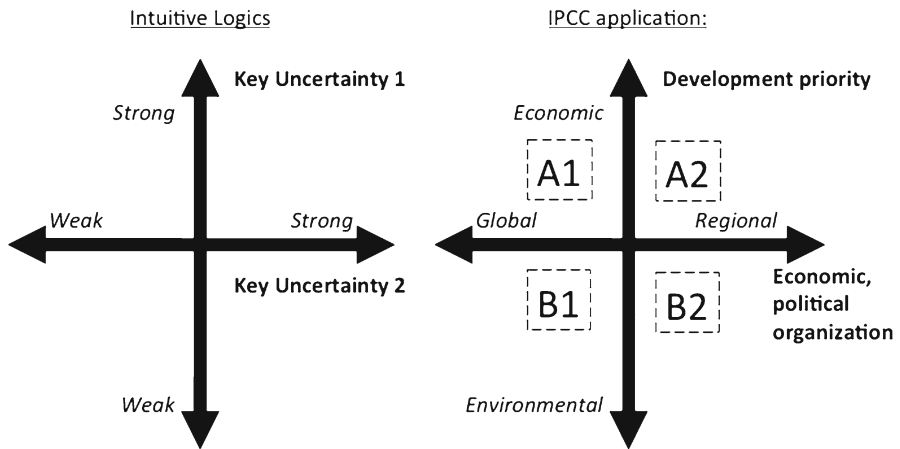 Intuitive Logics
Key Uncertainty 1
Strong
Weak
Strong
Key Uncertainty 2
Weak
IPCC application:
Development priority
Economic
A1
A2
Global
Regional
Economic,
political
organization
B1
B2
Environmental